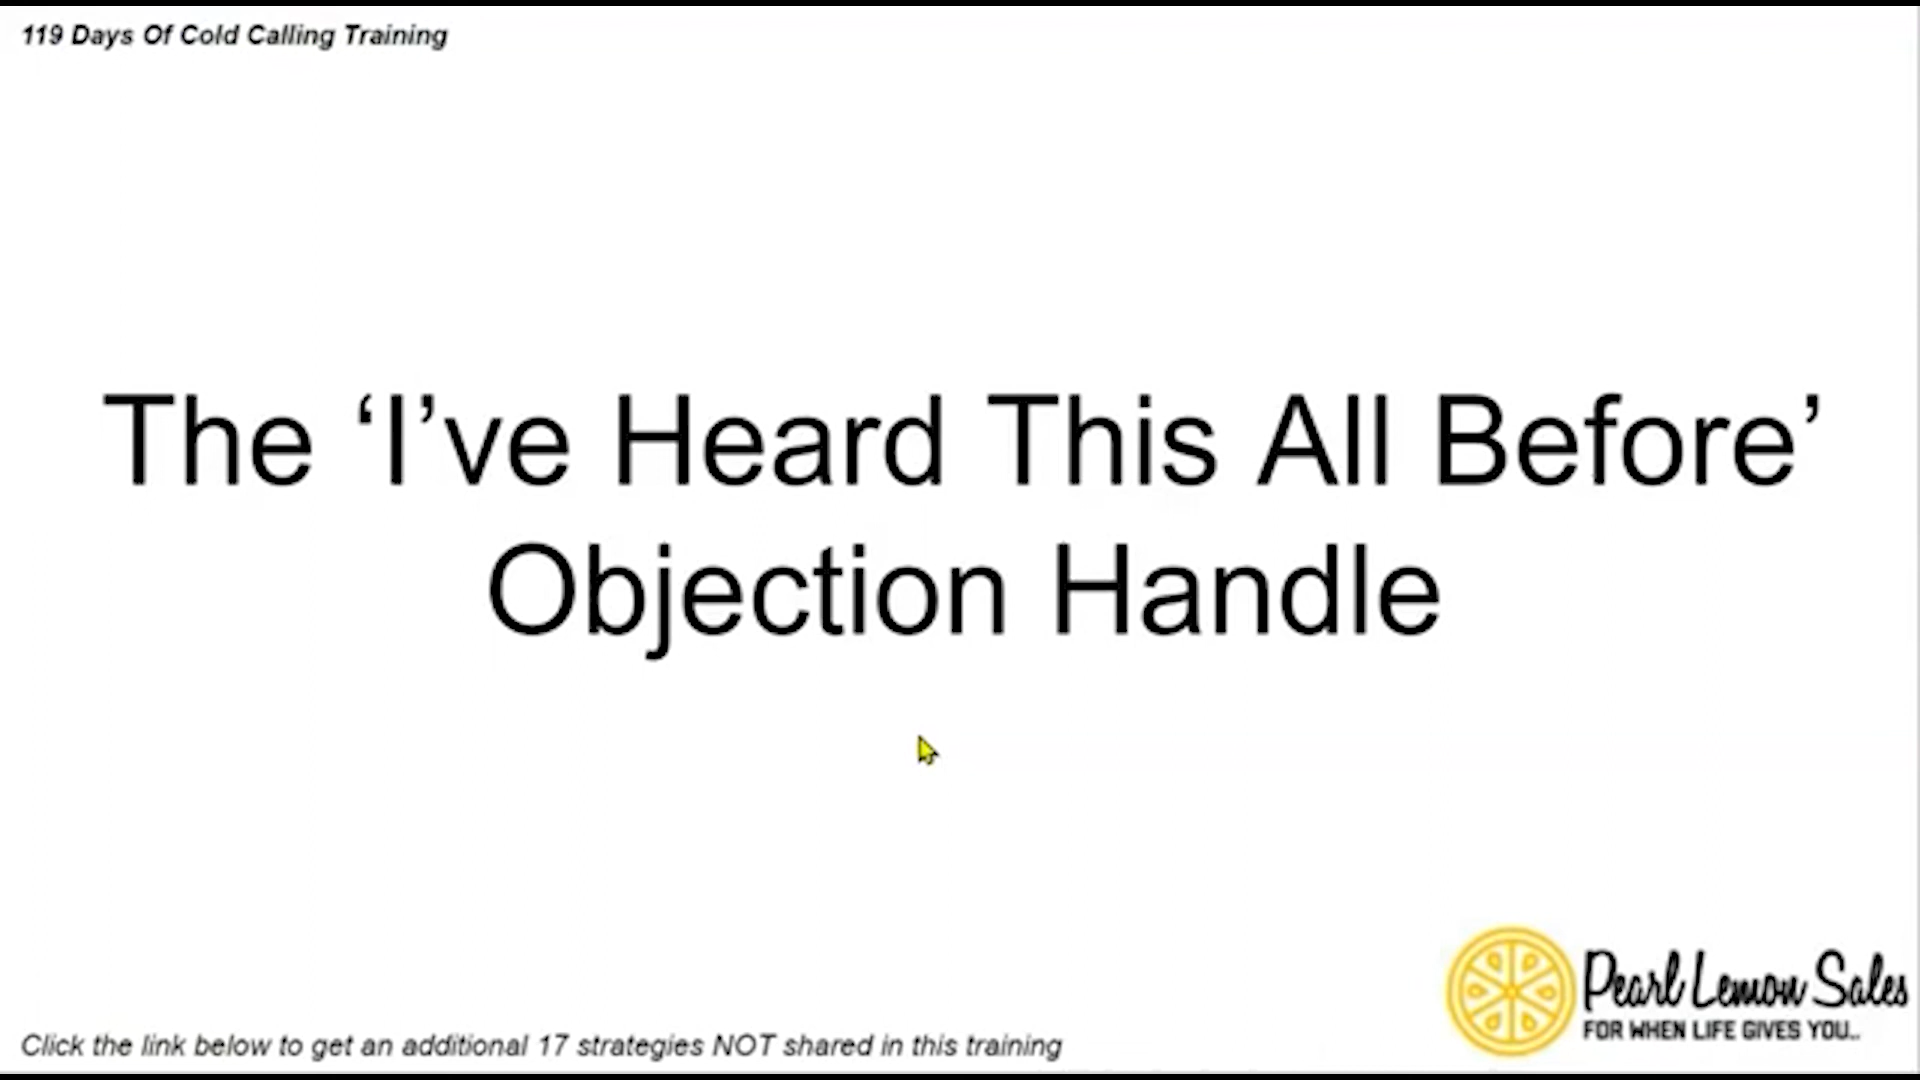 119 Days Of Cold Calling Training
The ‘I’ve Heard This All Before’
Objection Handle
Pearl Lemon Sales
FOR WHEN LIFE GIVES YOU..
Click the link below to get an additional 17 strategies NOT shared in this training